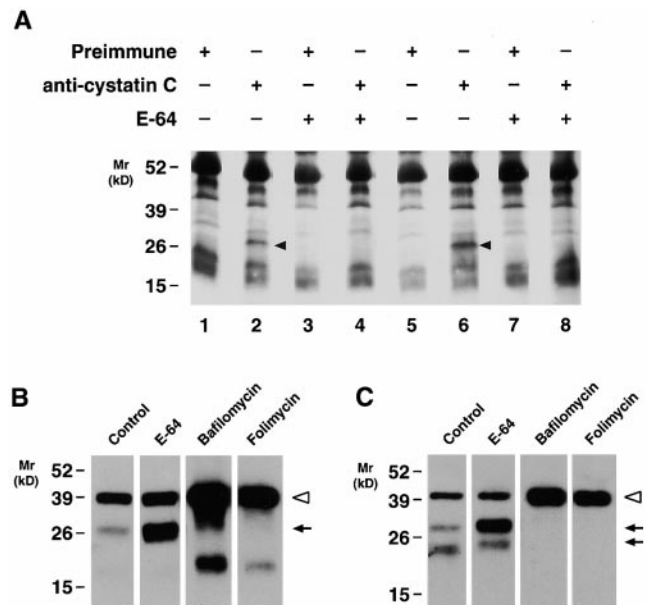 A
Preimmune + – + – + – + –
anti-cystatin C – + – + – + – +
E-64 – – + + – – + +
Mr
(kD)
52 –
39 –
26 –
15 –
1 2 3 4 5 6 7 8
B
Control E-64 Bafilomycin Folimycin
Mr
(kD)
52 –
39 –
26 –
15 –
C
Control E-64 Bafilomycin Folimycin
Mr
(kD)
52 –
39 –
26 –
15 –